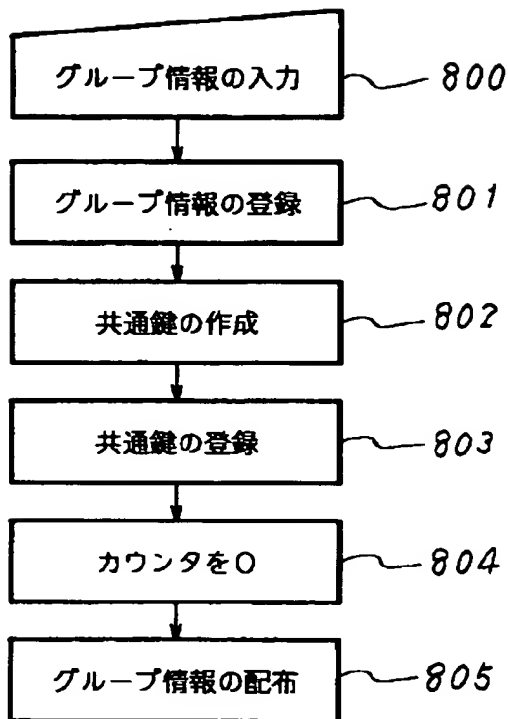 グループ情報の入力 800
グループ情報の登録 801
共通鍵の作成 802
共通鍵の登録 803
カウンタを0 804
グループ情報の配布 805